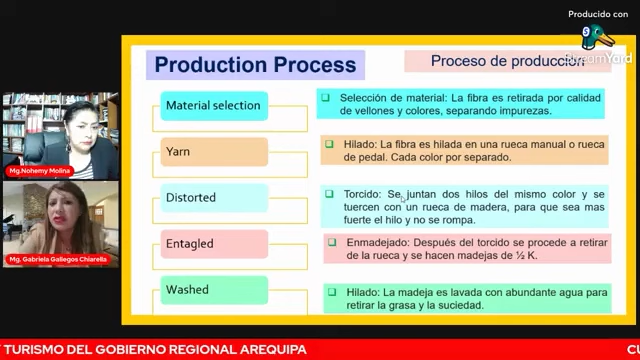 Producido con
StreamYard
Production Process
Proceso de producción
Material selection
Selección de material: La fibra es retirada por calidad
de vellones y colores, separando impurezas.
Yarn
Hilado: La fibra es hilada en una rueca manual o rueca
de pedal. Cada color por separado.
Distorted
Torcido: Se juntan dos hilos del mismo color y se
tuercen con un rueca de madera, para que sea mas
fuerte el hilo y no se rompa.
Entagled
Enmadejado: Después del torcido se procede a retirar
de la rueca y se hacen madejas de ½ K.
Washed
Hilado: La madeja es lavada con abundante agua para
retirar la grasa y la suciedad.
Mg.Nohemy Molina
Mg. Gabriela Gallegos Chiarella
Y TURISMO DEL GOBIERNO REGIONAL AREQUIPA
CU